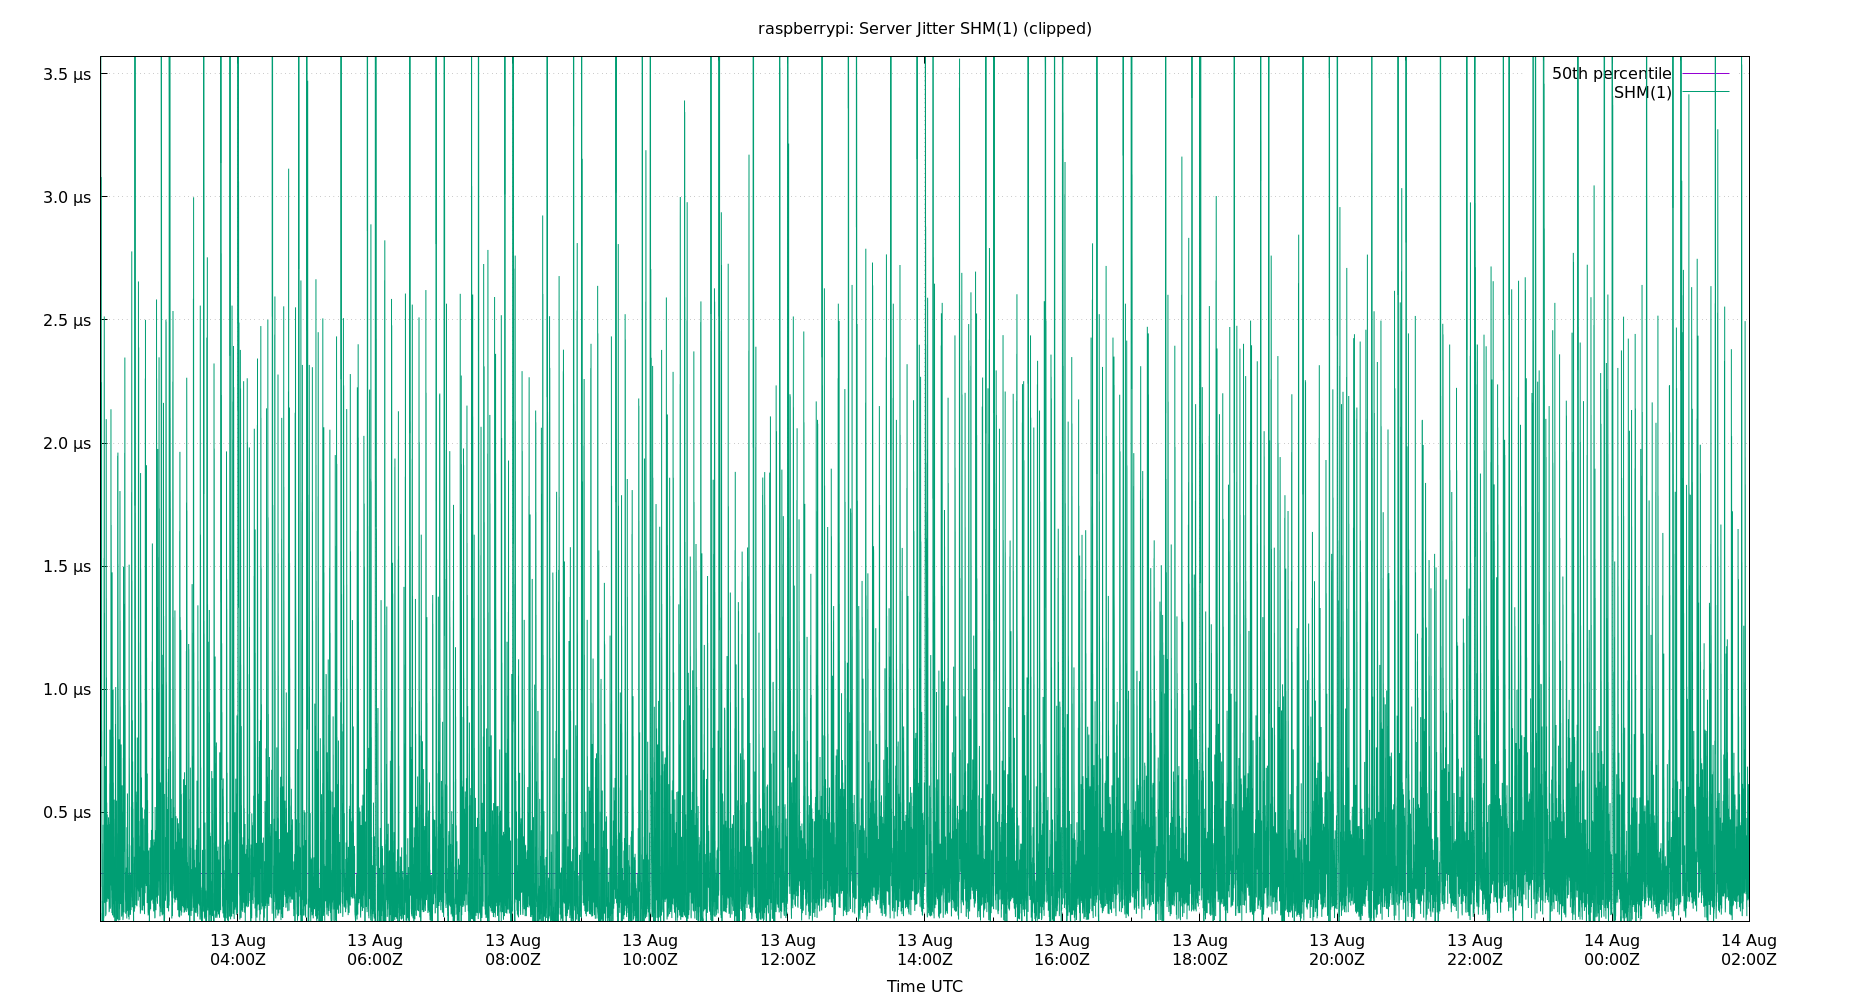 raspberrypi: Server Jitter SHM(1) (clipped)
50th percentile
SHM(1)
3.5 µs
3.0 µs
2.5 µs
2.0 µs
1.5 µs
1.0 µs
0.5 µs
13 Aug 13 Aug 13 Aug 13 Aug 13 Aug 13 Aug 13 Aug 13 Aug 13 Aug 13 Aug 14 Aug 14 Aug
04:00Z 06:00Z 08:00Z 10:00Z 12:00Z 14:00Z 16:00Z 18:00Z 20:00Z 22:00Z 00:00Z 02:00Z
Time UTC